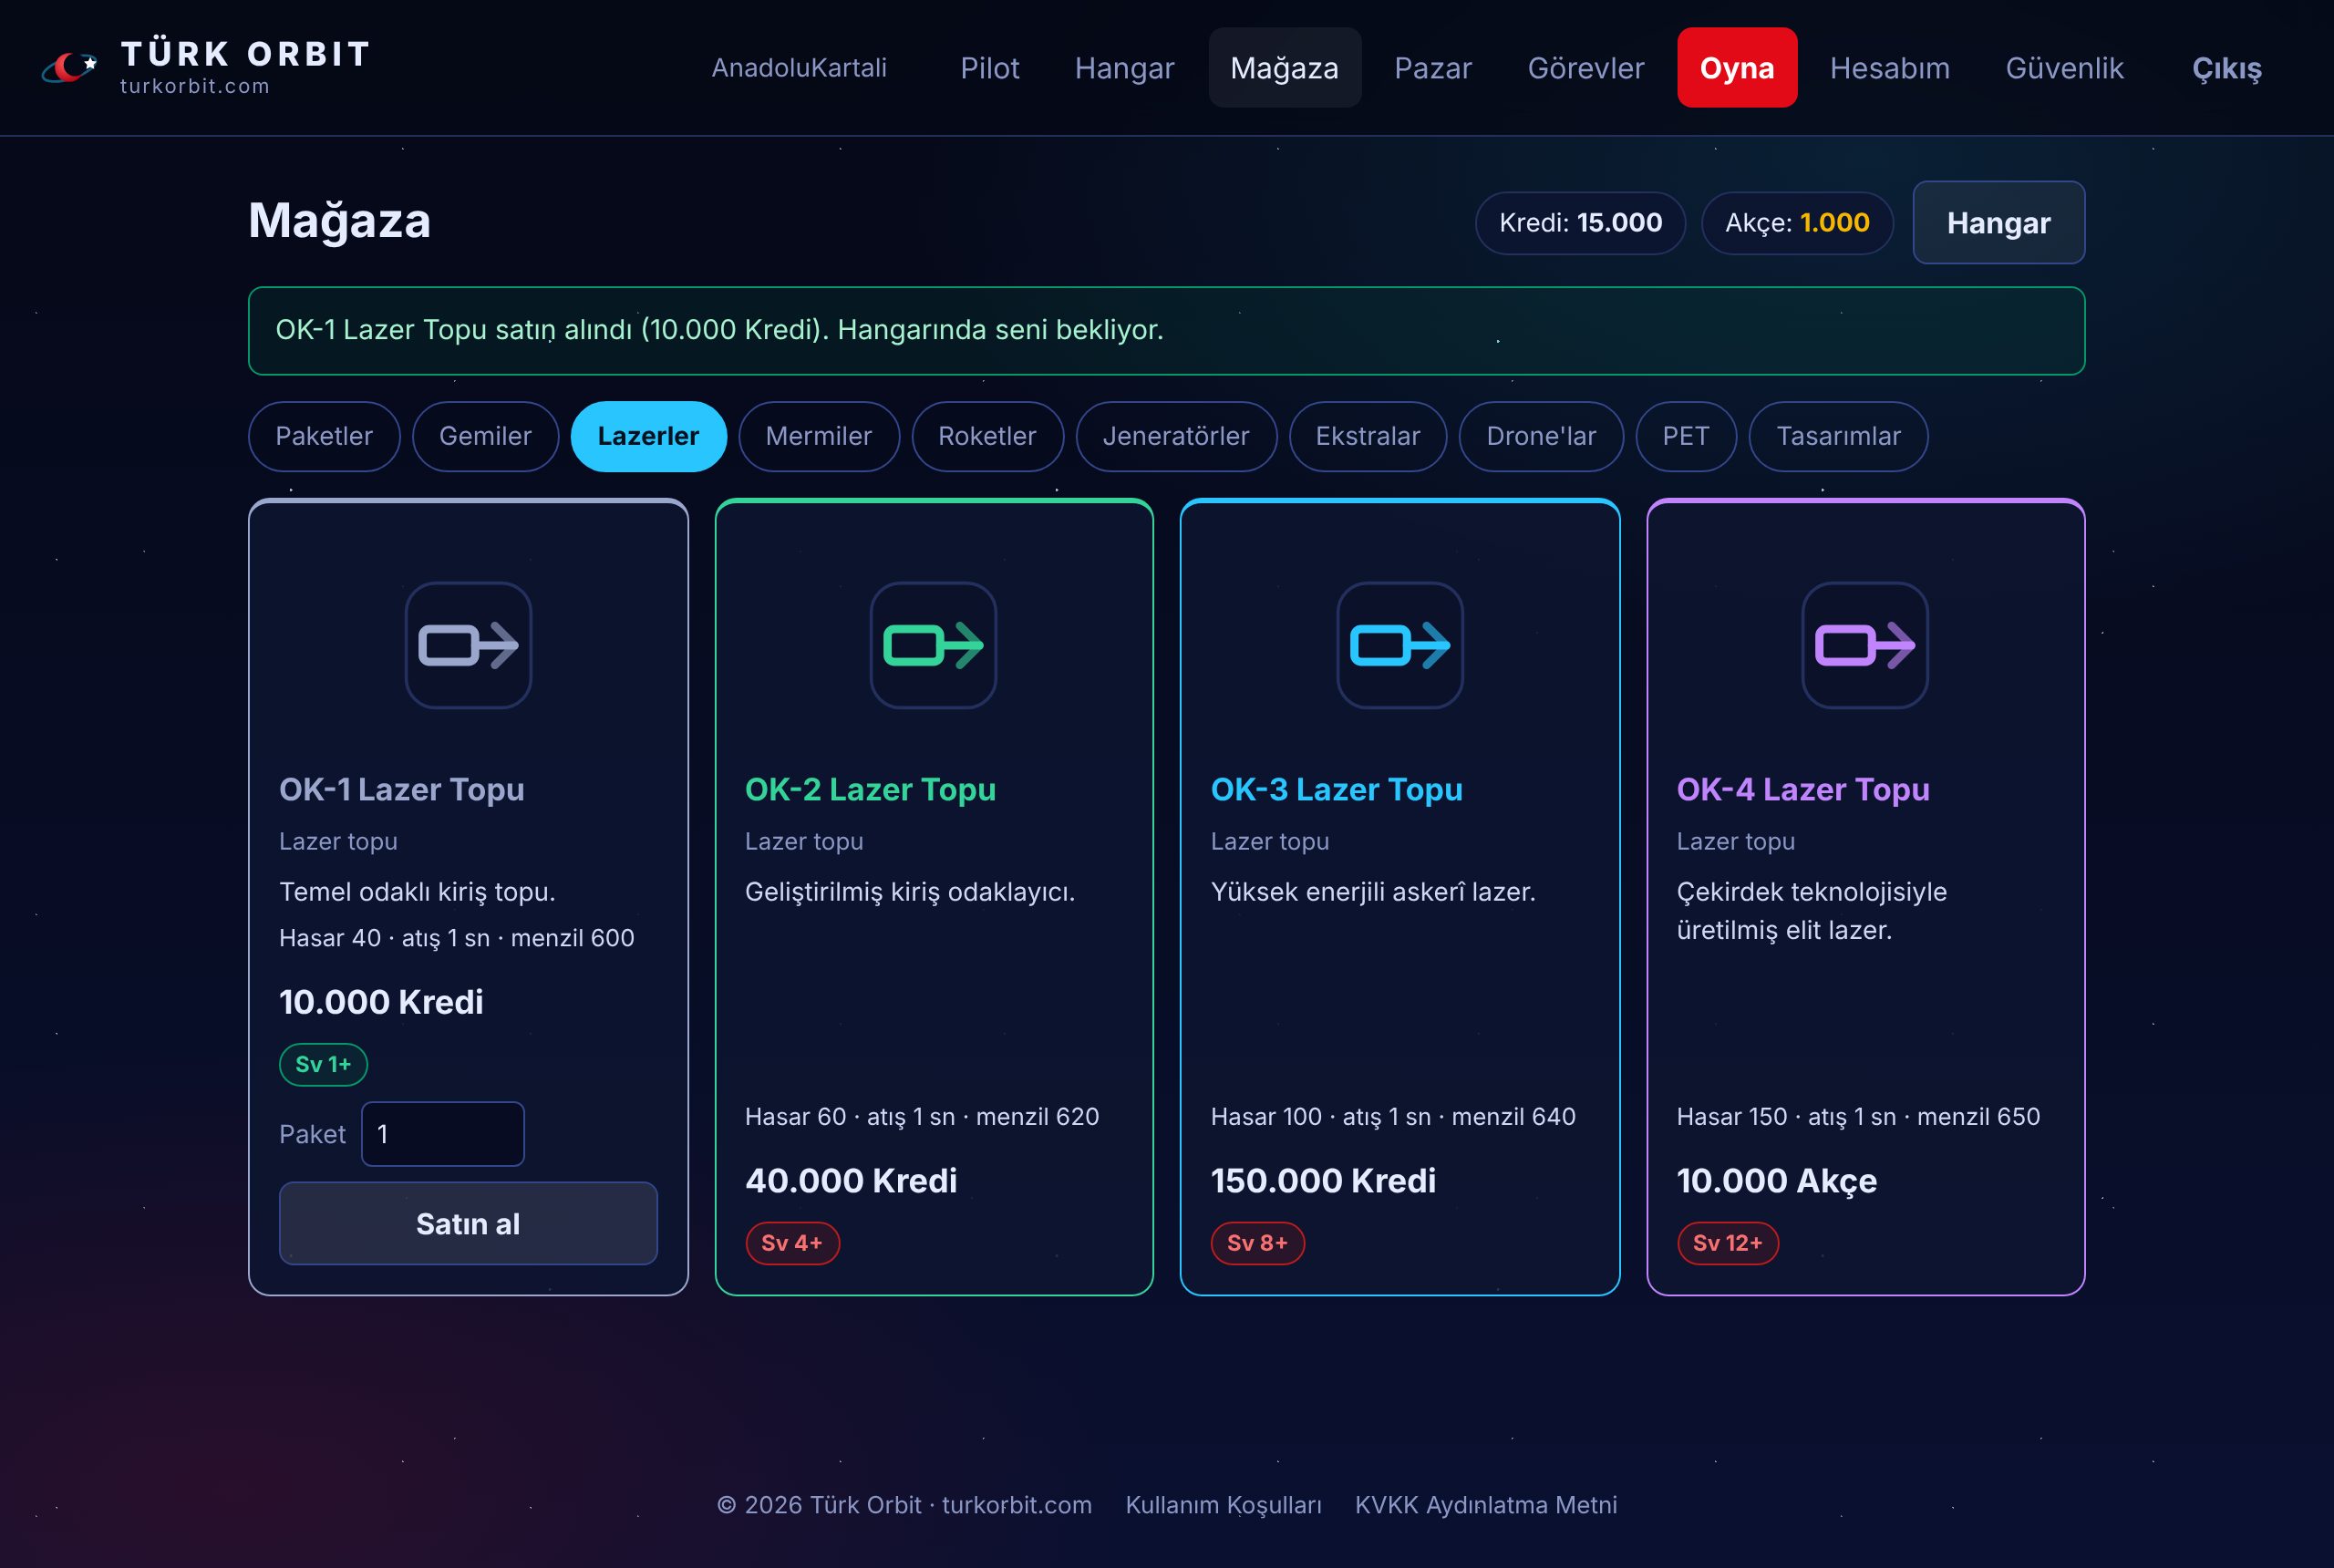 TÜRK ORBIT
turkorbit.com
AnadoluKartali
Pilot
Hangar
Mağaza
Pazar
Görevler
Oyna
Hesabım
Güvenlik
Çıkış
Mağaza
Kredi: 15.000
Akçe: 1.000
Hangar
OK-1 Lazer Topu satın alındı (10.000 Kredi). Hangarında seni bekliyor.
Paketler
Gemiler
Lazerler
Mermiler
Roketler
Jeneratörler
Ekstralar
Drone'lar
PET
Tasarımlar
OK-1 Lazer Topu
Lazer topu
Temel odaklı kiriş topu.
Hasar 40 · atış 1 sn · menzil 600
10.000 Kredi
Sv 1+
Paket 1
Satın al
OK-2 Lazer Topu
Lazer topu
Geliştirilmiş kiriş odaklayıcı.
Hasar 60 · atış 1 sn · menzil 620
40.000 Kredi
Sv 4+
OK-3 Lazer Topu
Lazer topu
Yüksek enerjili askerî lazer.
Hasar 100 · atış 1 sn · menzil 640
150.000 Kredi
Sv 8+
OK-4 Lazer Topu
Lazer topu
Çekirdek teknolojisiyle
üretilmiş elit lazer.
Hasar 150 · atış 1 sn · menzil 650
10.000 Akçe
Sv 12+
© 2026 Türk Orbit · turkorbit.com
Kullanım Koşulları
KVKK Aydınlatma Metni